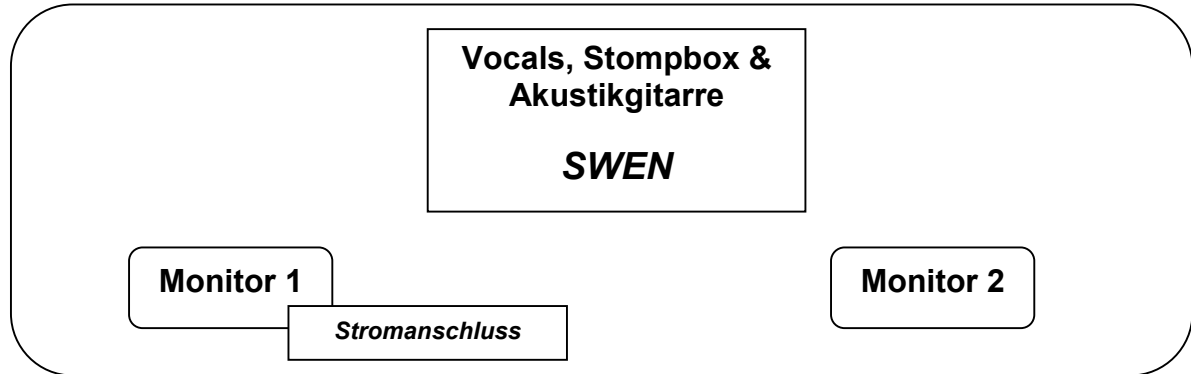 Vocals, Stompbox &
Akustikgitarre
SWEN
Monitor 1
Monitor 2
Stromanschluss